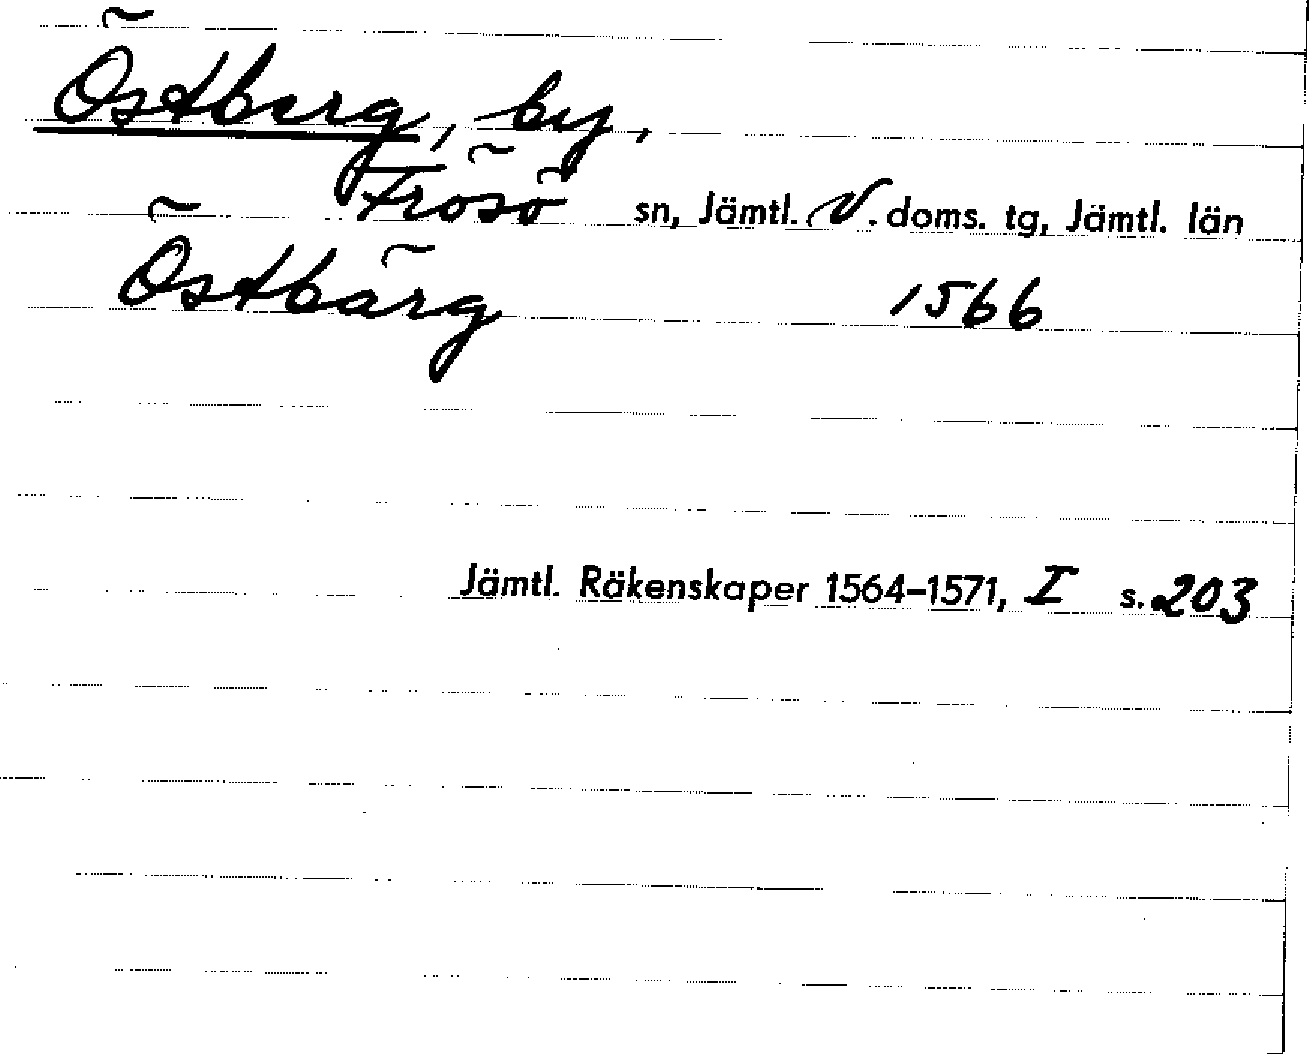 Östberg, by,
Frösö sn, Jämtl. V. doms. tg, Jämtl. län
Östbärg 1566
Jämtl. Räkenskaper 1564–1571, I s. 203